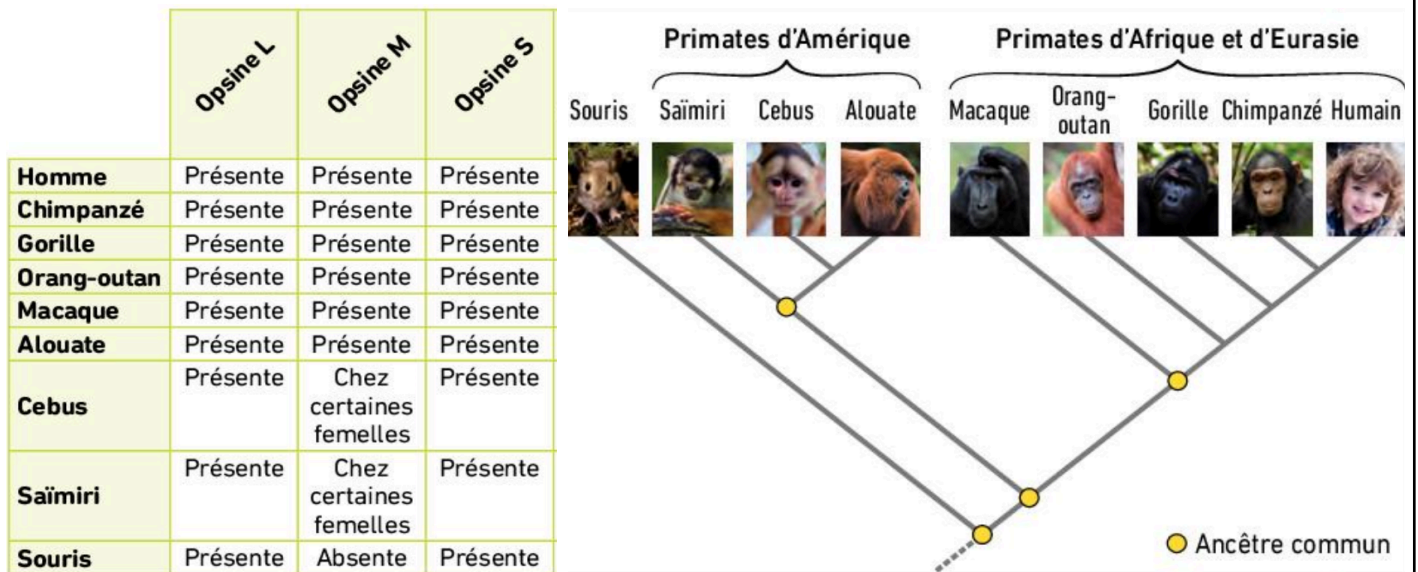 Opsine L
Opsine M
Opsine S
Homme Présente Présente Présente
Chimpanzé Présente Présente Présente
Gorille Présente Présente Présente
Orang-outan Présente Présente Présente
Macaque Présente Présente Présente
Alouate Présente Présente Présente
Cebus Présente Chez certaines femelles Présente
Saïmiri Présente Chez certaines femelles Présente
Souris Présente Absente Présente
Primates d'Amérique
Primates d'Afrique et d'Eurasie
Souris
Saïmiri
Cebus
Alouate
Macaque
Orang-
outan
Gorille
Chimpanzé
Humain
Ancêtre commun